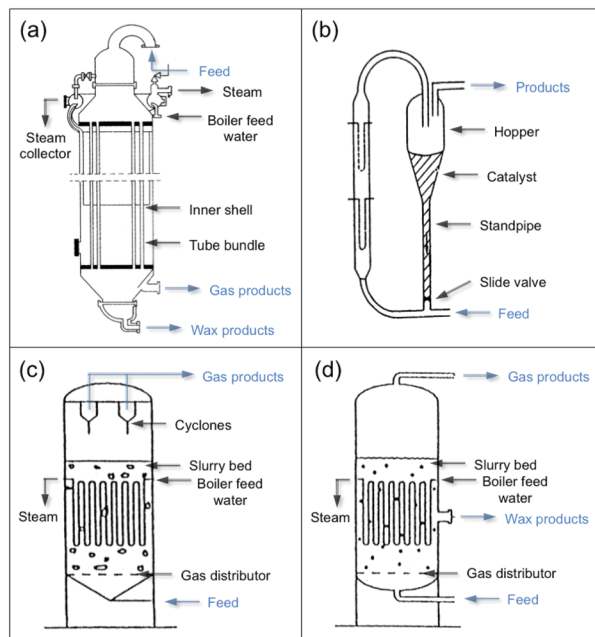 (a)
Feed
Steam
Boiler feed
water
Steam
collector
Inner shell
Tube bundle
Gas products
Wax products
(b)
Products
Hopper
Catalyst
Standpipe
Slide valve
Feed
(c)
Gas products
Cyclones
Slurry bed
Boiler feed
water
Steam
Gas distributor
Feed
(d)
Gas products
Slurry bed
Boiler feed
water
Steam
Wax products
Gas distributor
Feed